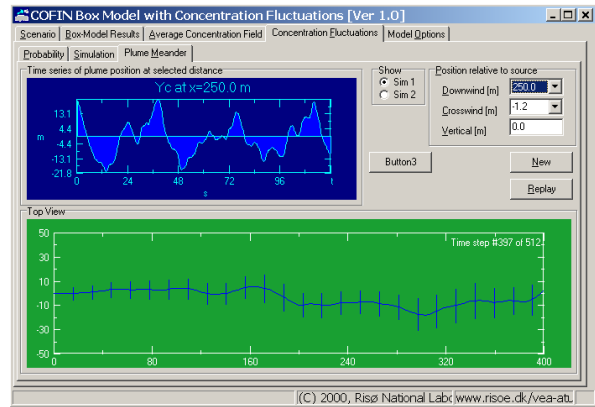 COFIN Box Model with Concentration Fluctuations [Ver 1.0]
Scenario Box-Model Results Average Concentration Field Concentration Fluctuations Model Options
Probability Simulation Plume Meander
Time series of plume position at selected distance
Yc at x=250.0 m
13.1
4.4
m
-4.4
-13.1
-21.8
0 24 48 72 96 t
s
Show
Sim 1
Sim 2
Position relative to source
Downwind [m] 250.0
Crosswind [m] -1.2
Vertical [m] 0.0
Button3
New
Replay
Top View
Time step #397 of 512
50
30
10
-10
-30
-50
0 80 160 240 320 400
(C) 2000, Risø National Labo www.risoe.dk/vea-atu